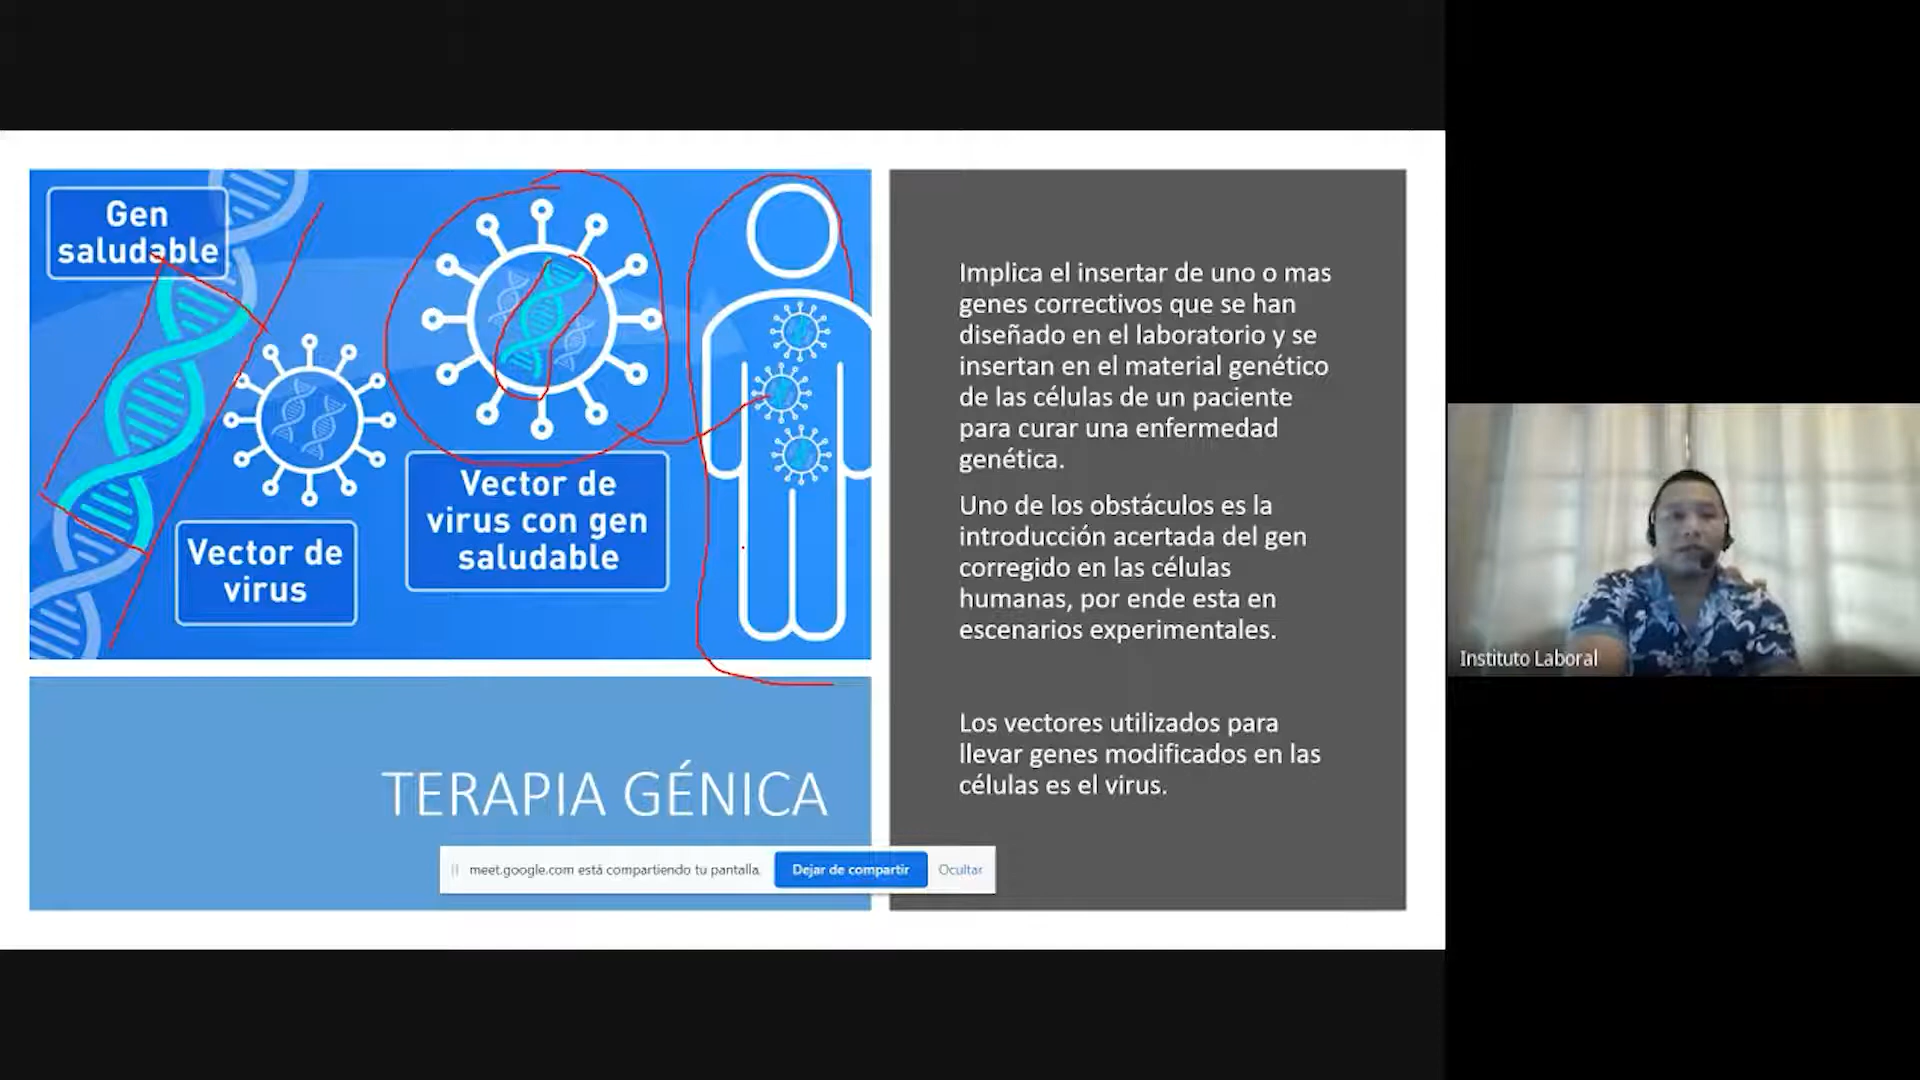 Gen
saludable
Vector de
virus
Vector de
virus con gen
saludable
TERAPIA GÉNICA
Implica el insertar de uno o mas
genes correctivos que se han
diseñado en el laboratorio y se
insertan en el material genético
de las células de un paciente
para curar una enfermedad
genética.
Uno de los obstáculos es la
introducción acertada del gen
corregido en las células
humanas, por ende esta en
escenarios experimentales.
Los vectores utilizados para
llevar genes modificados en las
células es el virus.
meet.google.com está compartiendo tu pantalla.
Dejar de compartir
Ocultar
Instituto Laboral